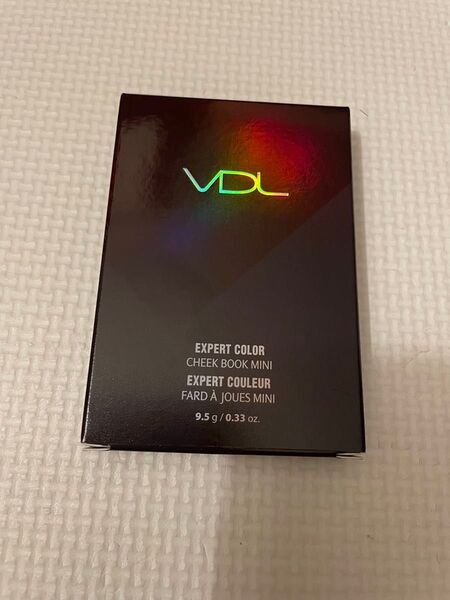 VDL
EXPERT COLOR
CHEEK BOOK MINI
EXPERT COULEUR
FARD À JOUES MINI
9.5 g / 0.33 oz.